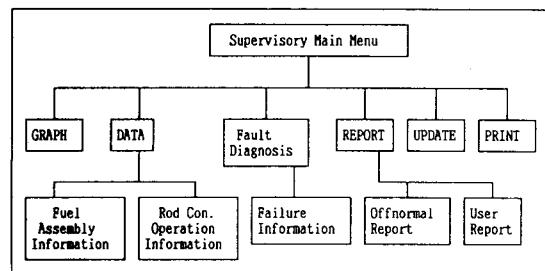 Supervisory Main Menu
GRAPH
DATA
Fault
Diagnosis
REPORT
UPDATE
PRINT
Fuel
Assembly
Information
Rod Con.
Operation
Information
Failure
Information
Offnormal
Report
User
Report